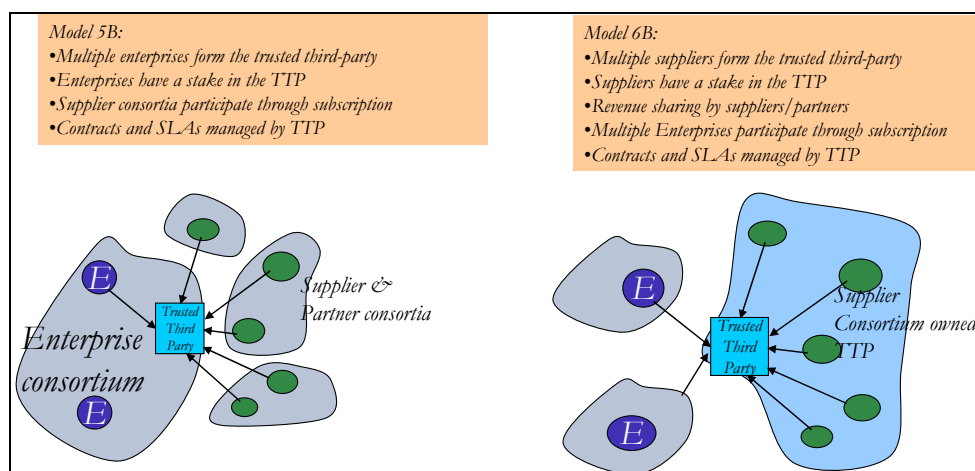 Model 5B:
•Multiple enterprises form the trusted third-party
•Enterprises have a stake in the TTP
•Supplier consortia participate through subscription
•Contracts and SLAs managed by TTP
Model 6B:
•Multiple suppliers form the trusted third-party
•Suppliers have a stake in the TTP
•Revenue sharing by suppliers/partners
•Multiple Enterprises participate through subscription
•Contracts and SLAs managed by TTP
E
Supplier &
Partner consortia
Trusted
Third
Party
Enterprise
consortium
E
E
Supplier
Consortium owned
TTP
Trusted
Third
Party
E